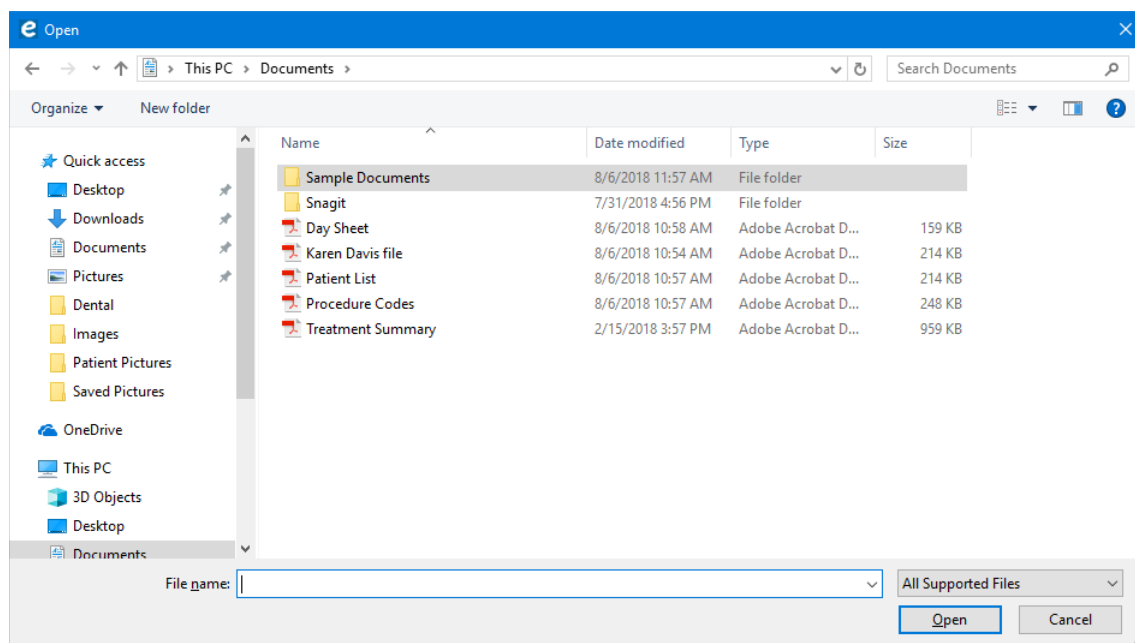 Open
This PC > Documents >
Search Documents
Organize
New folder
Name Date modified Type Size
Quick access
Desktop
Downloads
Documents
Pictures
Dental
Images
Patient Pictures
Saved Pictures
OneDrive
This PC
3D Objects
Desktop
Documents
Sample Documents 8/6/2018 11:57 AM File folder
Snagit 7/31/2018 4:56 PM File folder
Day Sheet 8/6/2018 10:58 AM Adobe Acrobat D... 159 KB
Karen Davis file 8/6/2018 10:54 AM Adobe Acrobat D... 214 KB
Patient List 8/6/2018 10:57 AM Adobe Acrobat D... 214 KB
Procedure Codes 8/6/2018 10:57 AM Adobe Acrobat D... 248 KB
Treatment Summary 2/15/2018 3:57 PM Adobe Acrobat D... 959 KB
File name:
All Supported Files
Open
Cancel